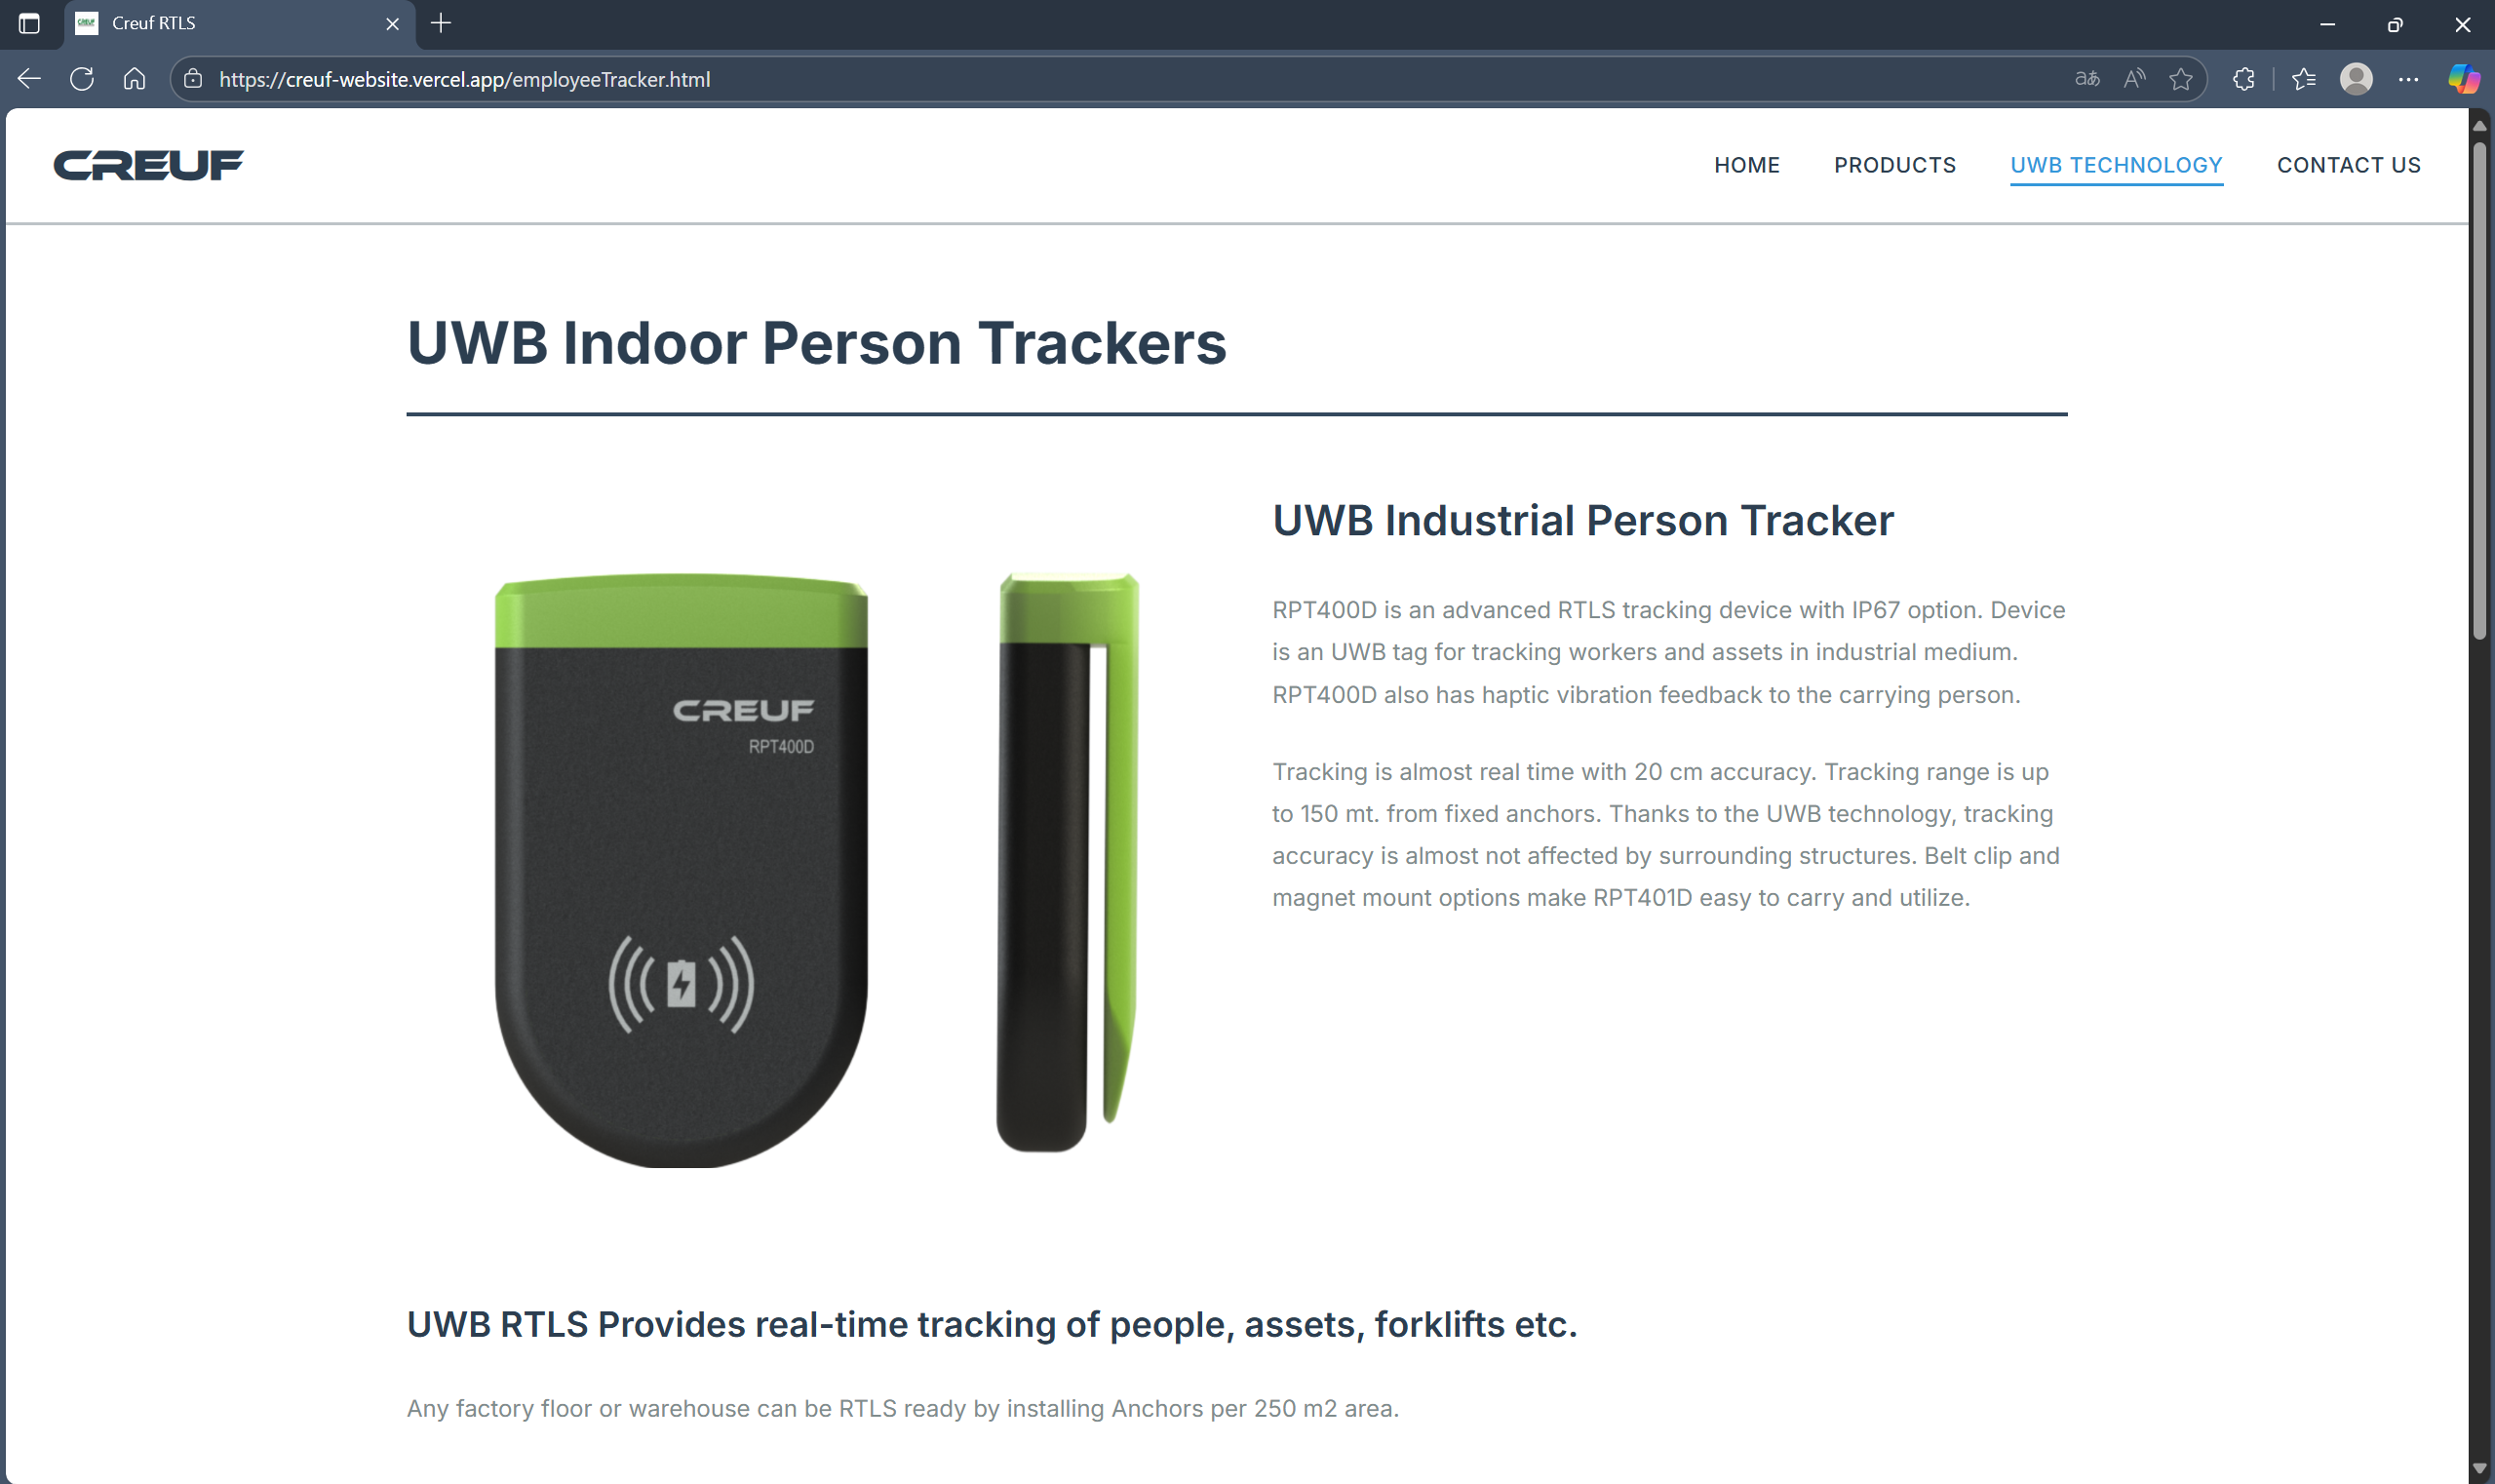 Creuf RTLS
https://creuf-website.vercel.app/employeeTracker.html
CREUF
HOME
PRODUCTS
UWB TECHNOLOGY
CONTACT US
UWB Indoor Person Trackers
UWB Industrial Person Tracker
RPT400D is an advanced RTLS tracking device with IP67 option. Device
is an UWB tag for tracking workers and assets in industrial medium.
RPT400D also has haptic vibration feedback to the carrying person.
Tracking is almost real time with 20 cm accuracy. Tracking range is up
to 150 mt. from fixed anchors. Thanks to the UWB technology, tracking
accuracy is almost not affected by surrounding structures. Belt clip and
magnet mount options make RPT401D easy to carry and utilize.
CREUF
RPT400D
UWB RTLS Provides real-time tracking of people, assets, forklifts etc.
Any factory floor or warehouse can be RTLS ready by installing Anchors per 250 m2 area.